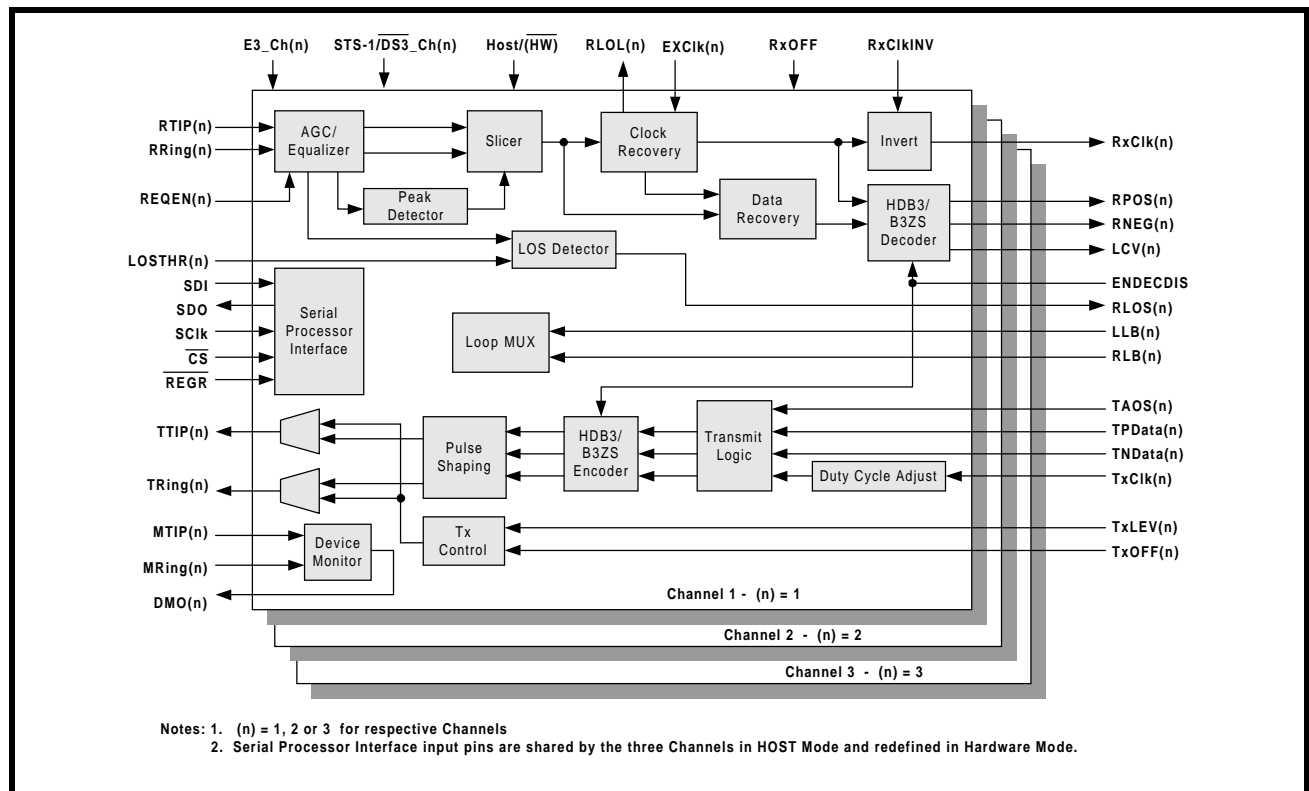 E3_Ch(n)
STS-1/DS3_Ch(n)
Host/(HW)
RLOL(n)
EXClk(n)
RxOFF
RxClkINV
RTIP(n)
RRing(n)
REQEN(n)
LOSTHR(n)
SDI
SDO
SClk
CS
REGR
TTIP(n)
TRing(n)
MTIP(n)
MRing(n)
DMO(n)
AGC/
Equalizer
Slicer
Clock
Recovery
Invert
Peak
Detector
Data
Recovery
HDB3/
B3ZS
Decoder
LOS Detector
Serial
Processor
Interface
Loop MUX
Pulse
Shaping
HDB3/
B3ZS
Encoder
Transmit
Logic
Duty Cycle Adjust
Tx
Control
Device
Monitor
RxClk(n)
RPOS(n)
RNEG(n)
LCV(n)
ENDECDIS
RLOS(n)
LLB(n)
RLB(n)
TAOS(n)
TPData(n)
TNData(n)
TxClk(n)
TxLEV(n)
TxOFF(n)
Channel 1 - (n) = 1
Channel 2 - (n) = 2
Channel 3 - (n) = 3
Notes: 1. (n) = 1, 2 or 3 for respective Channels
2. Serial Processor Interface input pins are shared by the three Channels in HOST Mode and redefined in Hardware Mode.